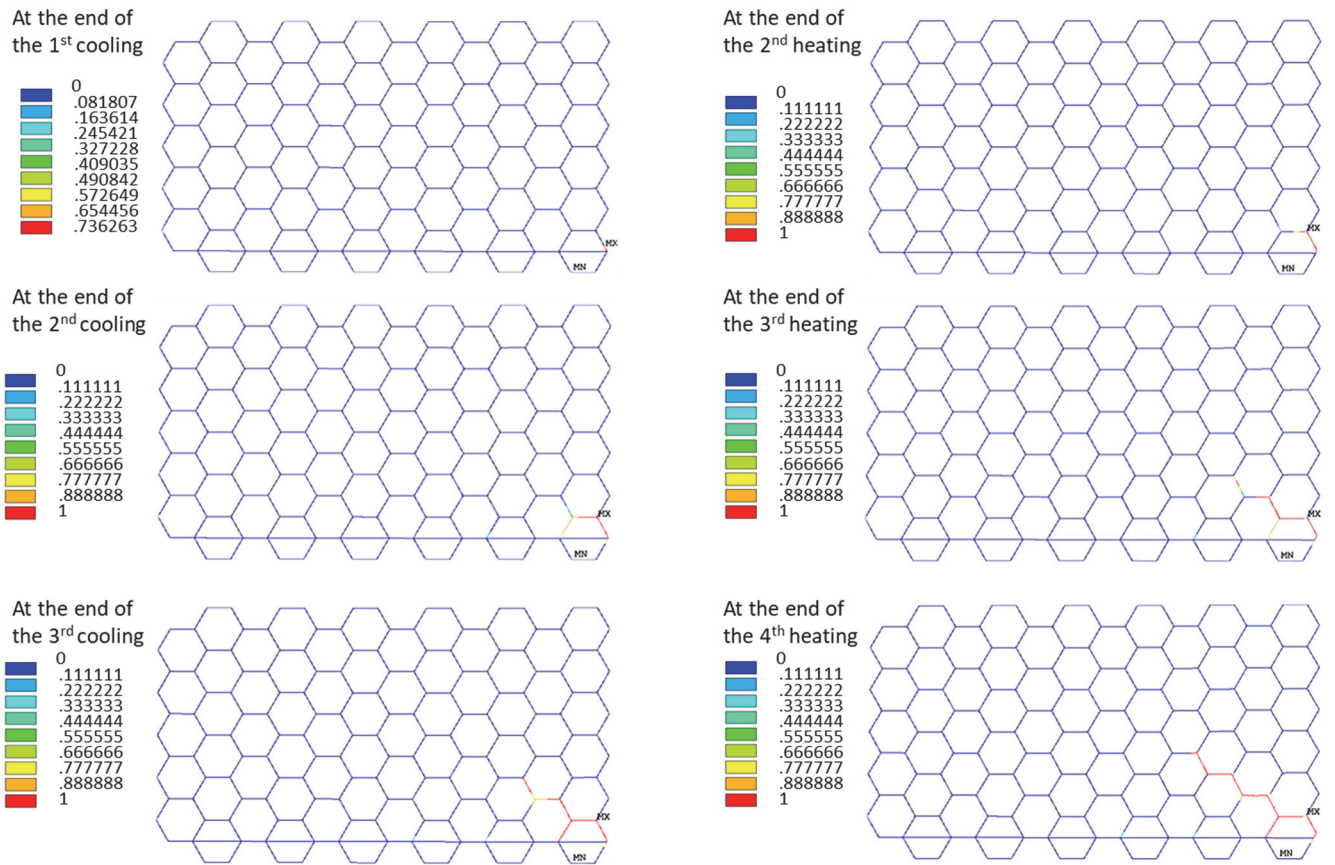 At the end of
the 1st cooling
0
.081807
.163614
.245421
.327228
.409035
.490842
.572649
.654456
.736263
MX
MN
At the end of
the 2nd heating
0
.111111
.222222
.333333
.444444
.555555
.666666
.777777
.888888
1
MX
MN
At the end of
the 2nd cooling
0
.111111
.222222
.333333
.444444
.555555
.666666
.777777
.888888
1
MX
MN
At the end of
the 3rd heating
0
.111111
.222222
.333333
.444444
.555555
.666666
.777777
.888888
1
MX
MN
At the end of
the 3rd cooling
0
.111111
.222222
.333333
.444444
.555555
.666666
.777777
.888888
1
MX
MN
At the end of
the 4th heating
0
.111111
.222222
.333333
.444444
.555555
.666666
.777777
.888888
1
MX
MN